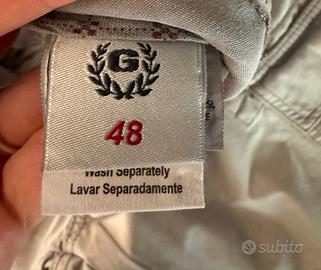 G
48
Wash Separately
Lavar Separadamente
subito